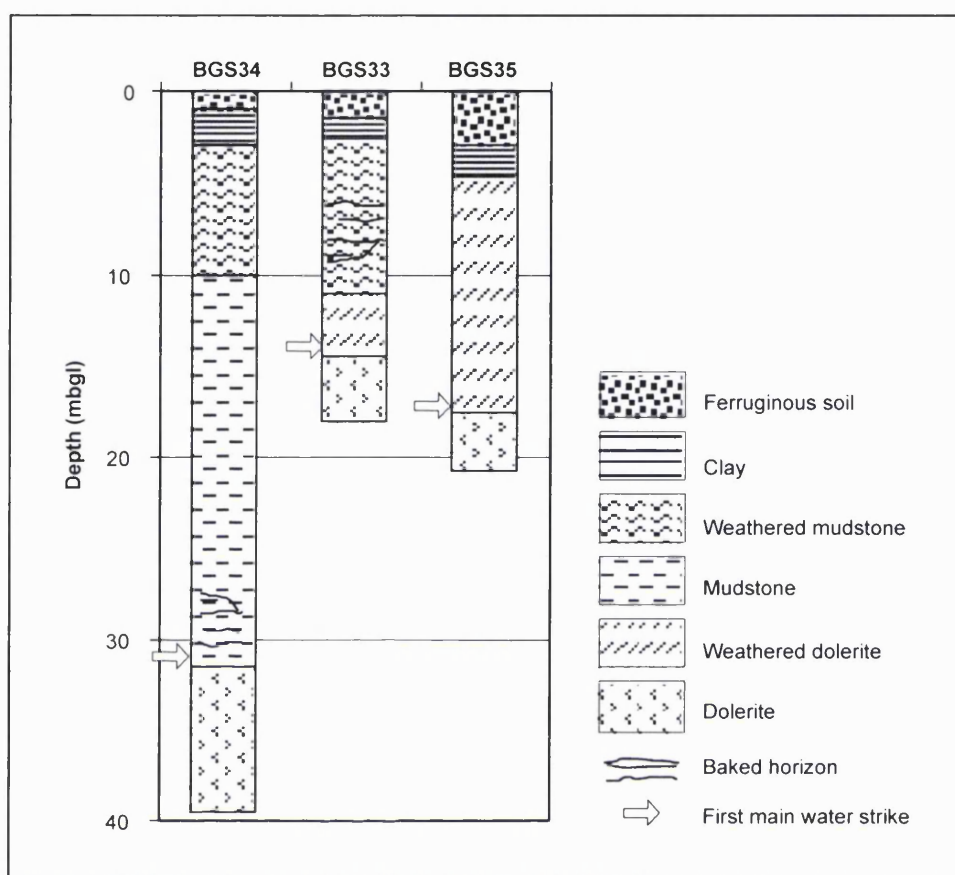 BGS34 BGS33 BGS35
0
10
20
30
40
Depth (mbgl)
Ferruginous soil
Clay
Weathered mudstone
Mudstone
Weathered dolerite
Dolerite
Baked horizon
First main water strike